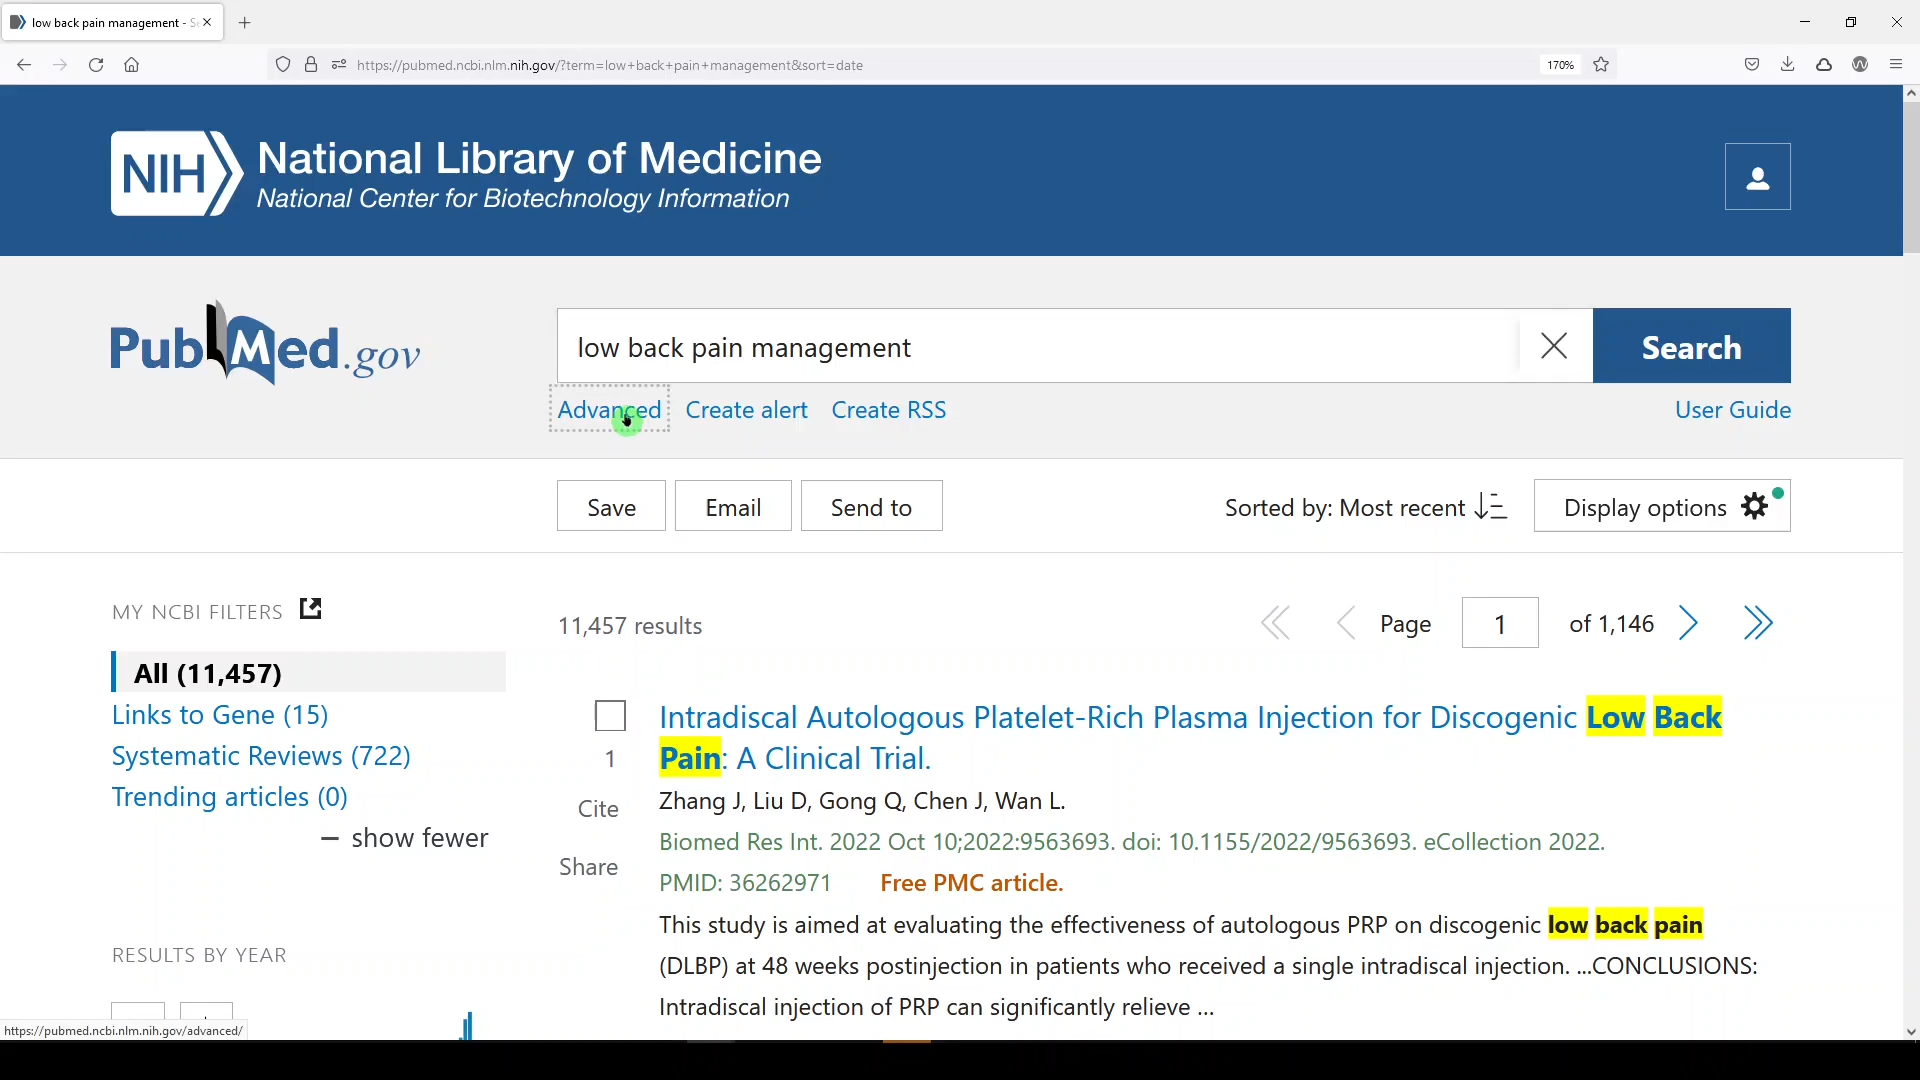 low back pain management - S
https://pubmed.ncbi.nlm.nih.gov/?term=low+back+pain+management&sort=date
170%
NIH
National Library of Medicine
National Center for Biotechnology Information
PubMed.gov
low back pain management
Search
Advanced Create alert Create RSS
User Guide
Save Email Send to
Sorted by: Most recent
Display options
MY NCBI FILTERS
All (11,457)
Links to Gene (15)
Systematic Reviews (722)
Trending articles (0)
— show fewer
RESULTS BY YEAR
11,457 results
Page 1 of 1,146
1
Cite
Share
Intradiscal Autologous Platelet-Rich Plasma Injection for Discogenic Low Back
Pain: A Clinical Trial.
Zhang J, Liu D, Gong Q, Chen J, Wan L.
Biomed Res Int. 2022 Oct 10;2022:9563693. doi: 10.1155/2022/9563693. eCollection 2022.
PMID: 36262971 Free PMC article.
This study is aimed at evaluating the effectiveness of autologous PRP on discogenic low back pain
(DLBP) at 48 weeks postinjection in patients who received a single intradiscal injection. ...CONCLUSIONS:
Intradiscal injection of PRP can significantly relieve ...
https://pubmed.ncbi.nlm.nih.gov/advanced/